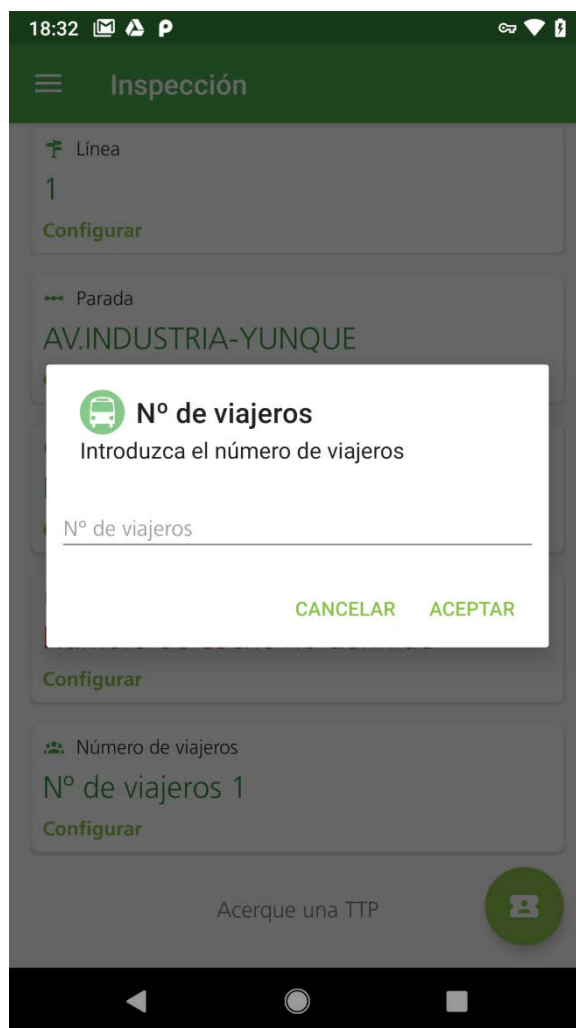 18:32
Inspección
Línea
1
Configurar
Parada
AV.INDUSTRIA-YUNQUE
Nº de viajeros
Introduzca el número de viajeros
Nº de viajeros
CANCELAR ACEPTAR
Configurar
Número de viajeros
Nº de viajeros 1
Configurar
Acerque una TTP